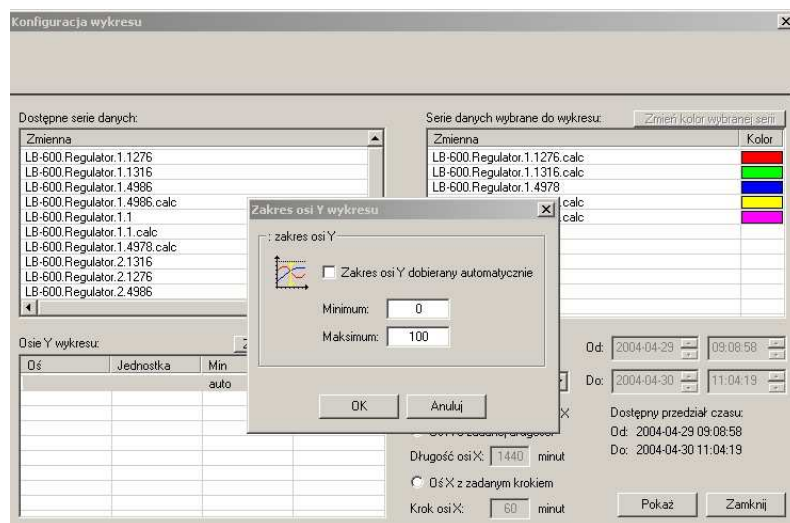 Konfiguracja wykresu
Dostępne serie danych:
Zmienna
LB-600.Regulator.1.1276
LB-600.Regulator.1.1316
LB-600.Regulator.1.4986
LB-600.Regulator.1.4986.calc
LB-600.Regulator.1.1
LB-600.Regulator.1.1.calc
LB-600.Regulator.1.4978.calc
LB-600.Regulator.2.1316
LB-600.Regulator.2.1276
LB-600.Regulator.2.4986
Serie danych wybrane do wykresu:
Zmień kolor wybranej serii
Zmienna Kolor
LB-600.Regulator.1.1276.calc
LB-600.Regulator.1.1316.calc
LB-600.Regulator.1.4978
.calc
.calc
Zakres osi Y wykresu
: zakres osi Y
Zakres osi Y dobierany automatycznie
Minimum: 0
Maksimum: 100
OK Anuluj
Osie Y wykresu:
Oś Jednostka Min
auto
Od: 2004-04-29 09:08:58
Do: 2004-04-30 11:04:19
X
Dostępny przedział czasu:
Od: 2004-04-29 09:08:58
Do: 2004-04-30 11:04:19
Długość osi X: 1440 minut
Oś X z zadanym krokiem
Krok osi X: 60 minut
Pokaż Zamknij